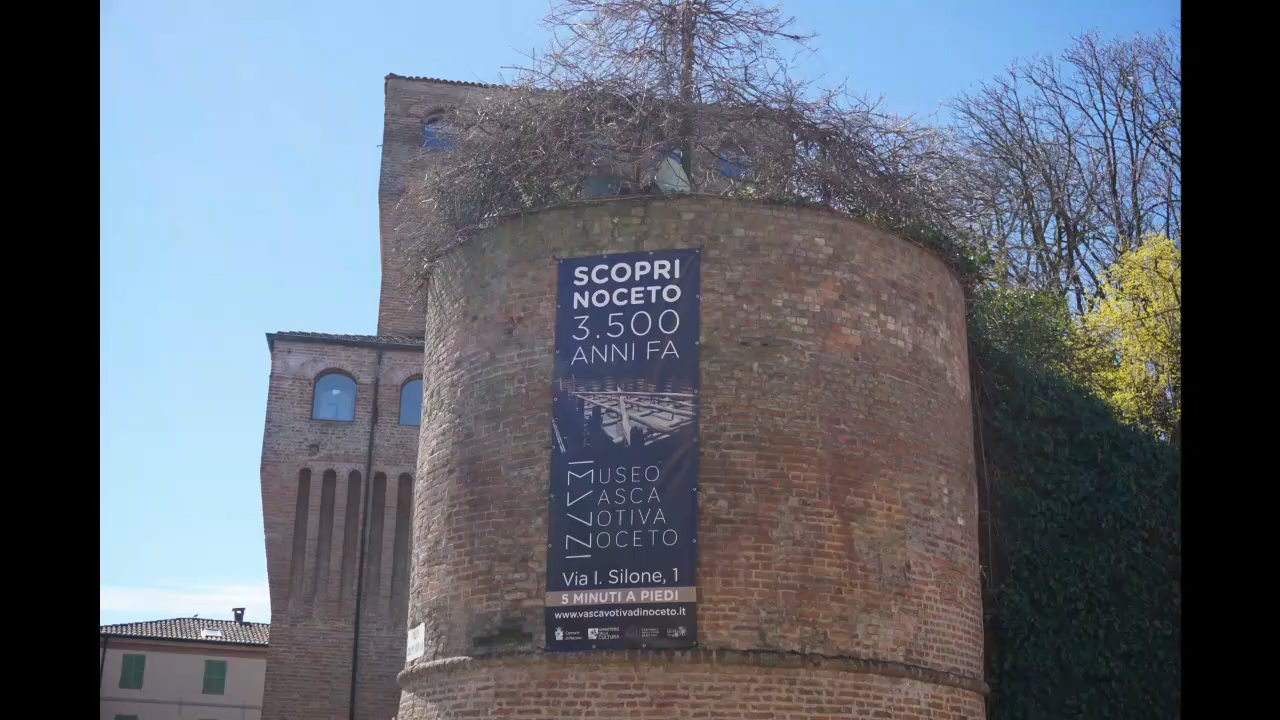 SCOPRI
NOCETO
3.500
ANNI FA
MUSEO
VASCA
VOTIVA
NOCETO
Via I. Silone, 1
5 MINUTI A PIEDI
www.vascavotivadinoceto.it